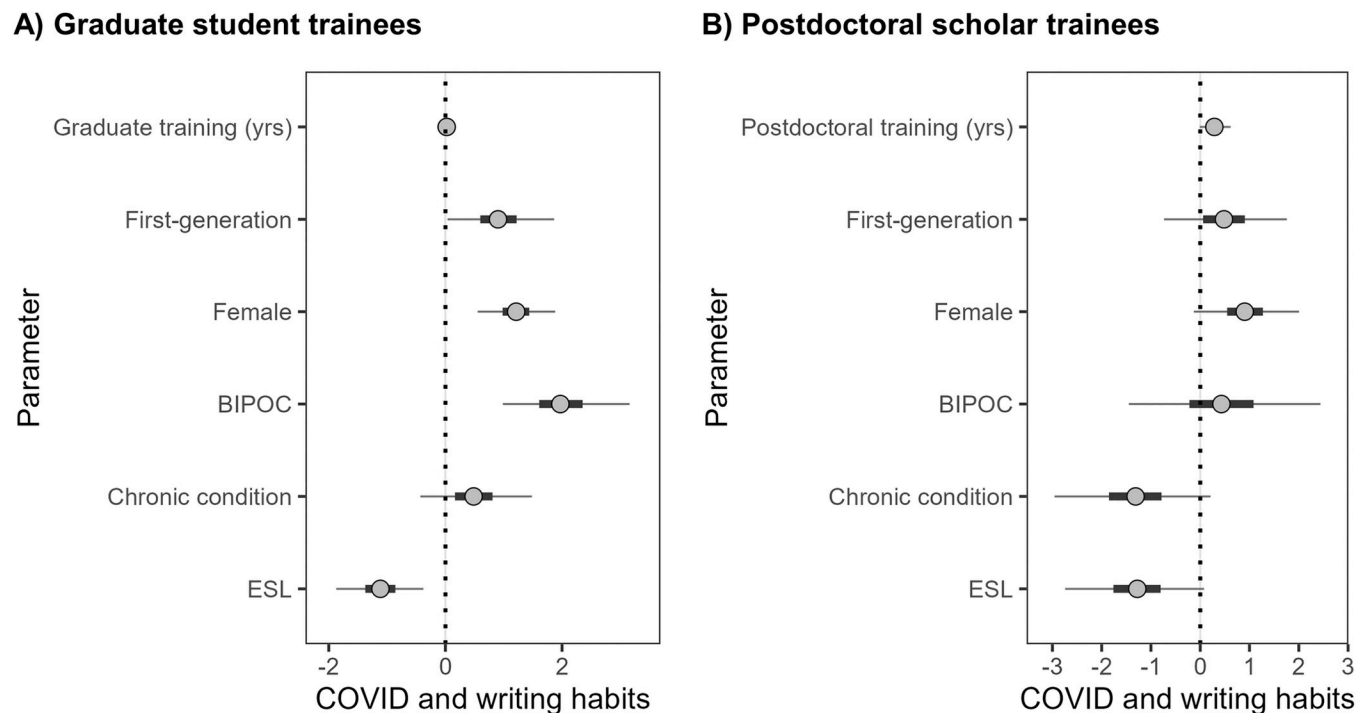 A) Graduate student trainees
Parameter
Graduate training (yrs)
First-generation
Female
BIPOC
Chronic condition
ESL
-2 0 2
COVID and writing habits
B) Postdoctoral scholar trainees
Parameter
Postdoctoral training (yrs)
First-generation
Female
BIPOC
Chronic condition
ESL
-3 -2 -1 0 1 2 3
COVID and writing habits